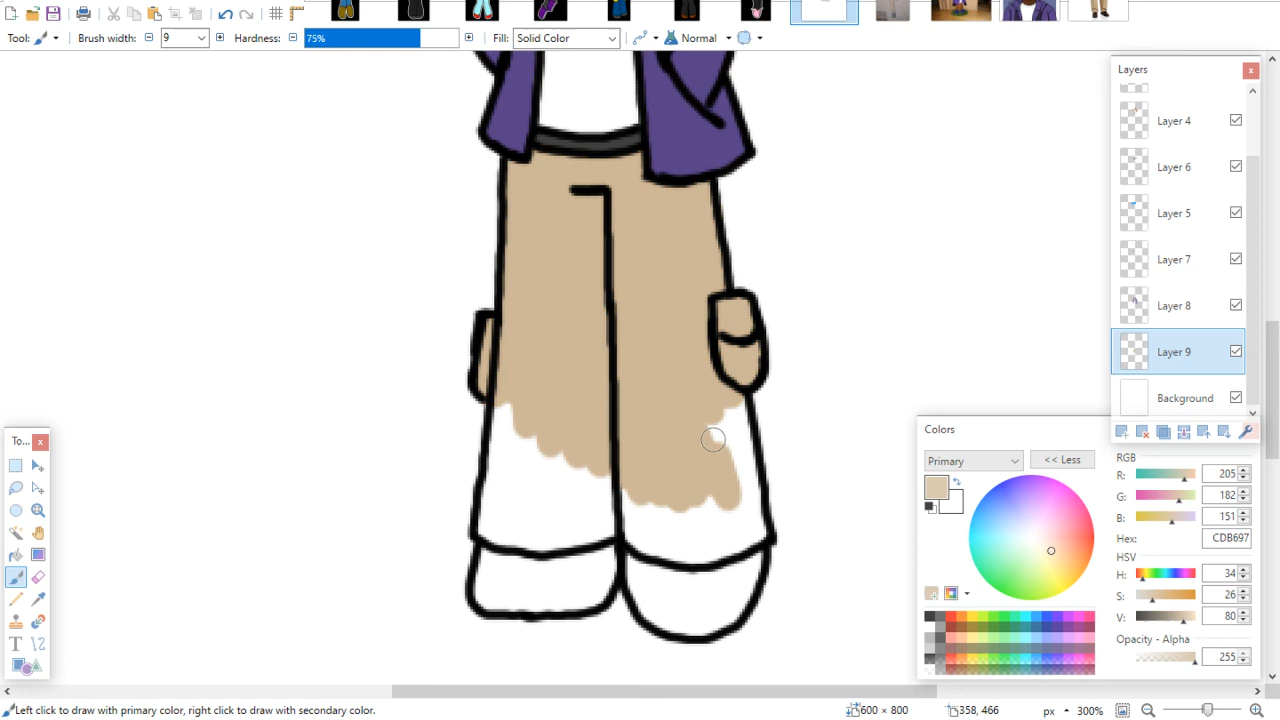 Tool:
Brush width:
9
Hardness:
75%
Fill:
Solid Color
Normal
Layers
Layer 4
Layer 6
Layer 5
Layer 7
Layer 8
Layer 9
Background
To...
Colors
Primary
<< Less
RGB
R: 205
G: 182
B: 151
Hex: CDB697
HSV
H: 34
S: 26
V: 80
Opacity - Alpha
255
Left click to draw with primary color, right click to draw with secondary color.
600 × 800
358, 466
px
300%